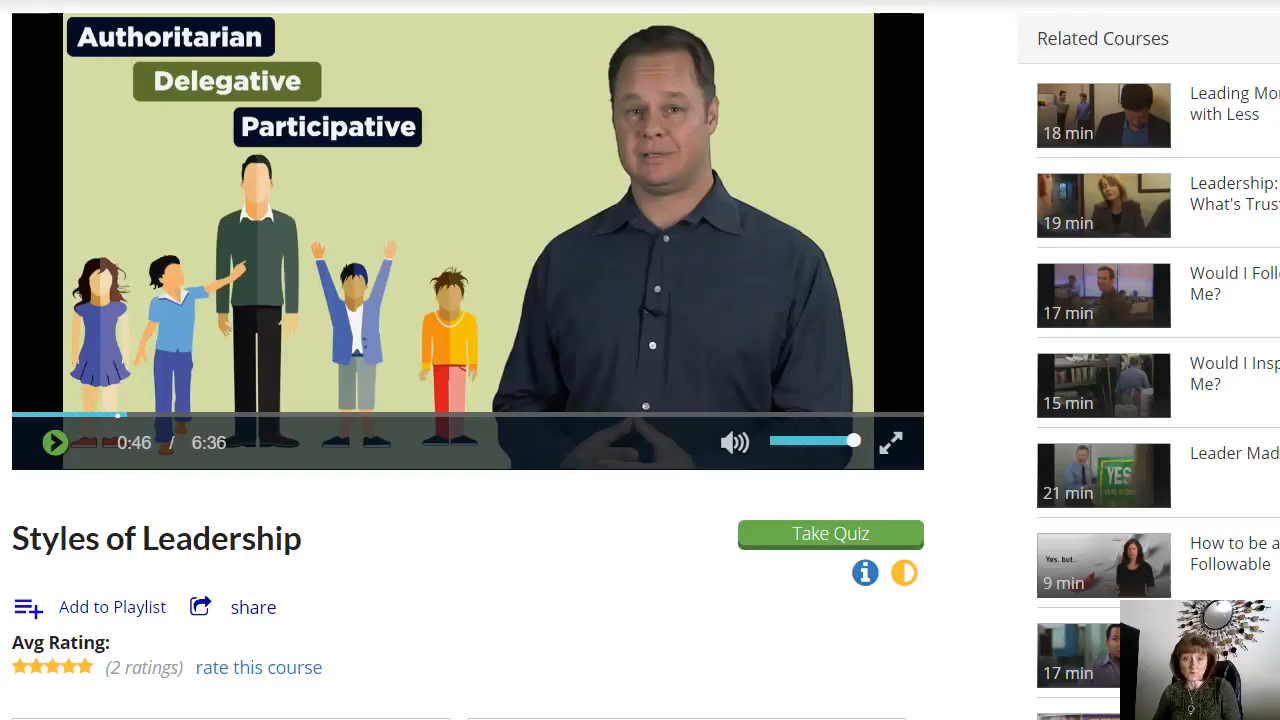 Authoritarian
Delegative
Participative
0:46 / 6:36
Styles of Leadership
Take Quiz
Add to Playlist share
Avg Rating:
(2 ratings) rate this course
Related Courses
18 min
Leading Mor
with Less
19 min
Leadership:
What's Trust
17 min
Would I Follo
Me?
15 min
Would I Insp
Me?
YES
21 min
Leader Mad
Yes, but...
9 min
How to be a
Followable
17 min